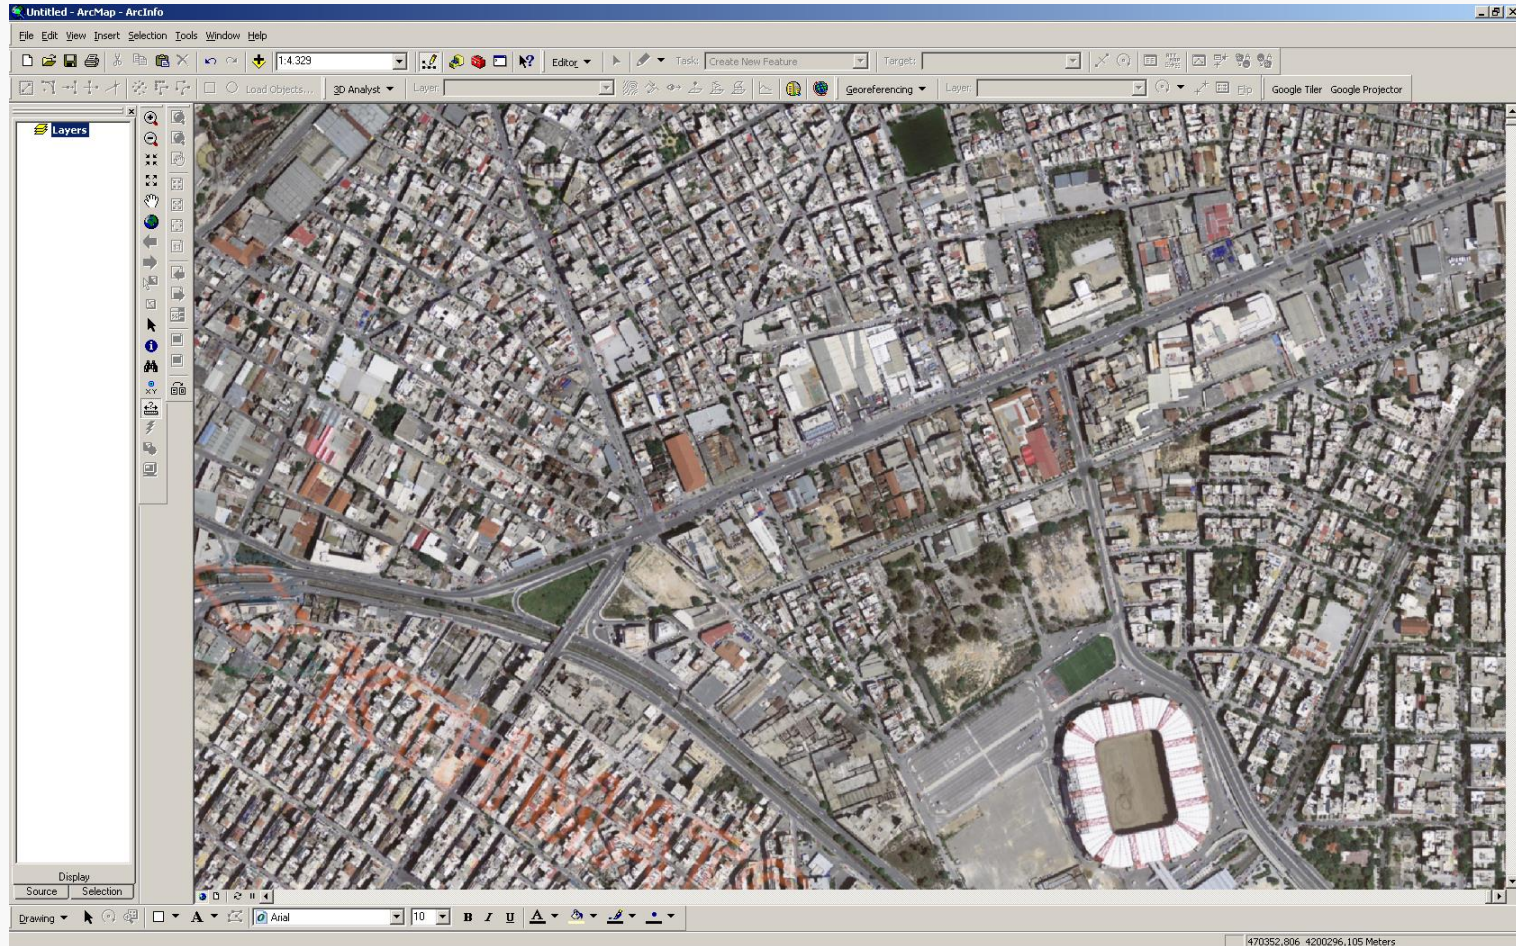 Untitled - ArcMap - ArcInfo
File Edit View Insert Selection Tools Window Help
1:4.329 Editor Task: Create New Feature Target:
Load Objects... 3D Analyst Layer: Georeferencing Layer: Flip Google Tiler Google Projector
Layers
XY
Display
Source Selection
Drawing A Arial 10 B I U A
470352,806 4200296,105 Meters